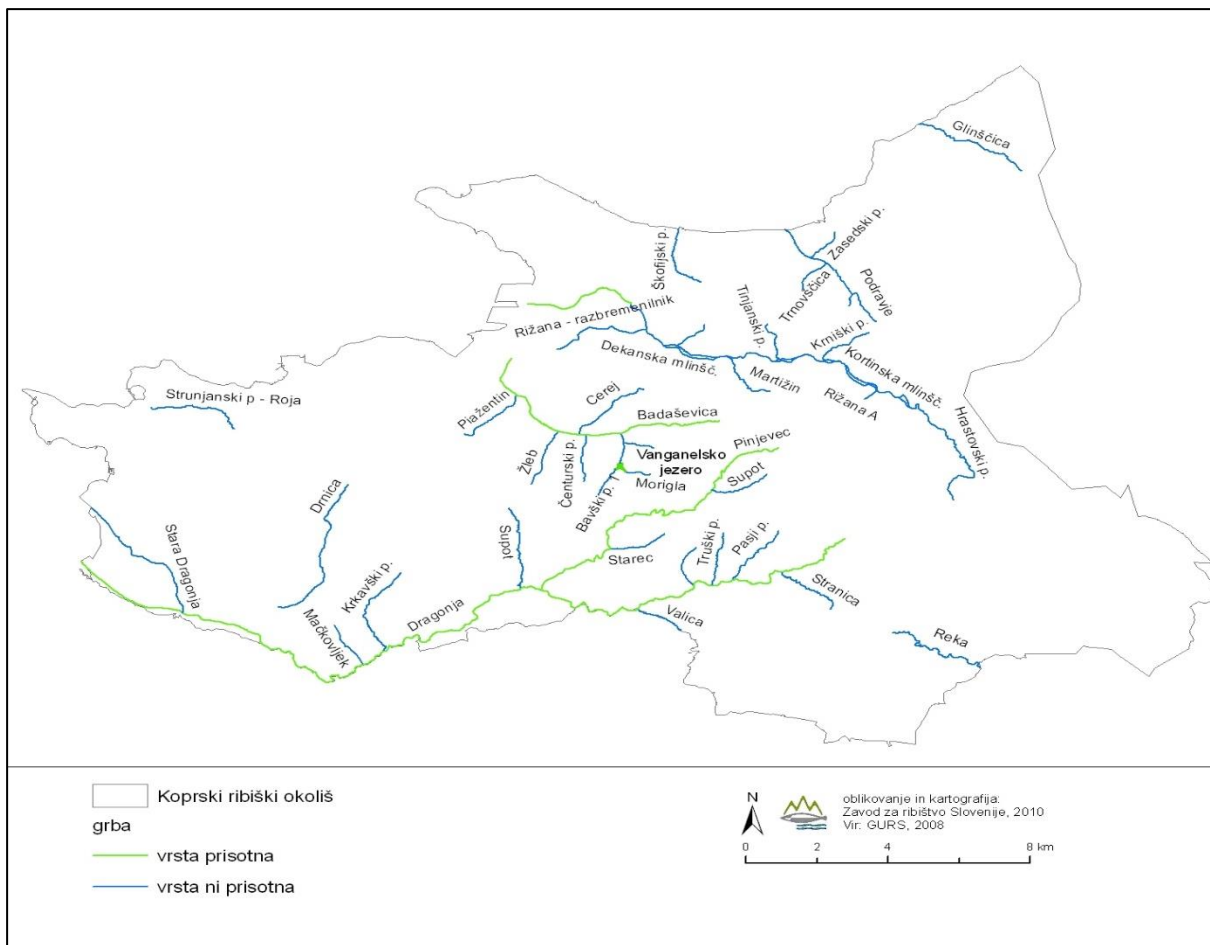 Glinščica
Škofijski p.
Zasedski p.
Trnovščica
Podravje
Rižana - razbremenilnik
Tinjanski p.
Krniški p.
Dekanska mlinšč.
Kortinska mlinšč.
Martižin
Rižana A
Hrastovski p.
Strunjanski p - Roja
Piažentin
Cerej
Badaševica
Pinjevec
Žleb
Čenturski p.
Vanganelsko
jezero
Morigla
Supot
Bavški p. 1
Drnica
Supot
Starec
Truški p.
Pasji p.
Stranica
Stara Dragonja
Krkavški p.
Mačkovljek
Dragonja
Valica
Reka
Koprski ribiški okoliš
grba
vrsta prisotna
vrsta ni prisotna
N
oblikovanje in kartografija:
Zavod za ribištvo Slovenije, 2010
Vir: GURS, 2008
0 2 4 8 km